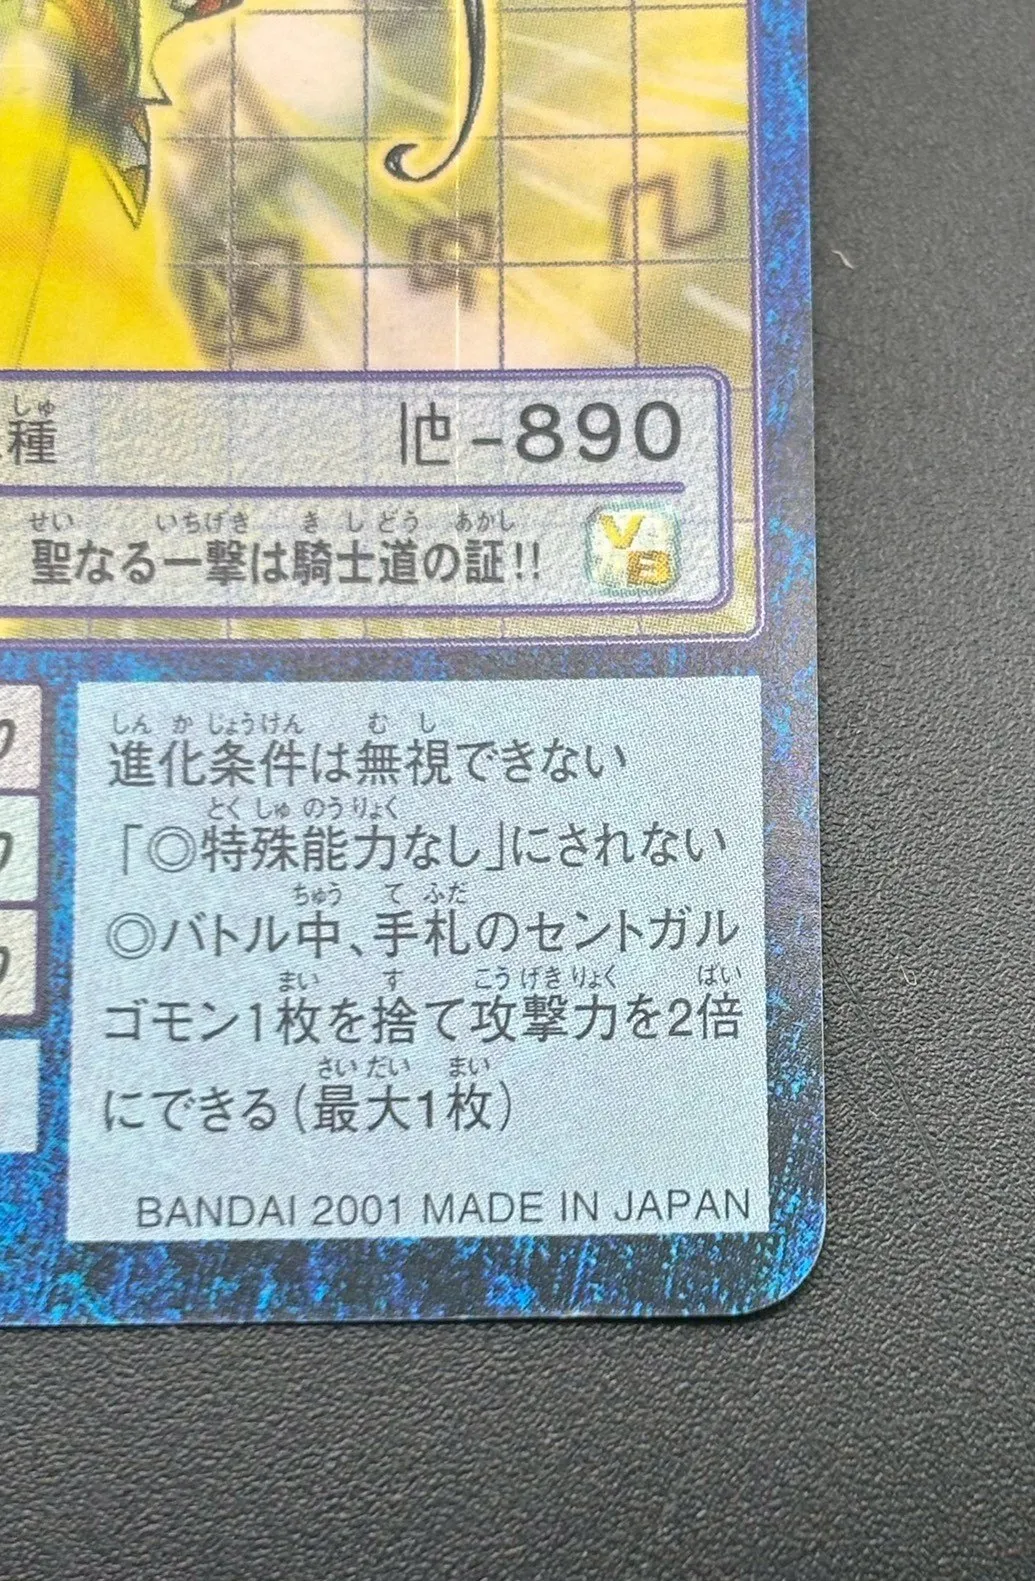 種 -890
聖なる一撃は騎士道の証!! VB
進化条件は無視できない
「◎特殊能力なし」にされない
◎バトル中、手札のセントガル
ゴモン1枚を捨て攻撃力を2倍
にできる(最大1枚)
BANDAI 2001 MADE IN JAPAN